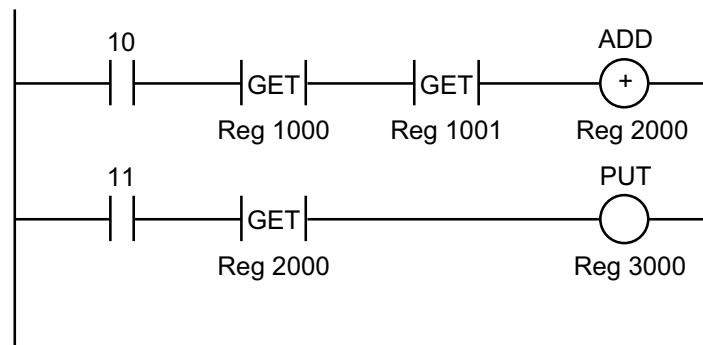 10 ADD
GET GET +
Reg 1000 Reg 1001 Reg 2000
11 PUT
GET
Reg 2000 Reg 3000